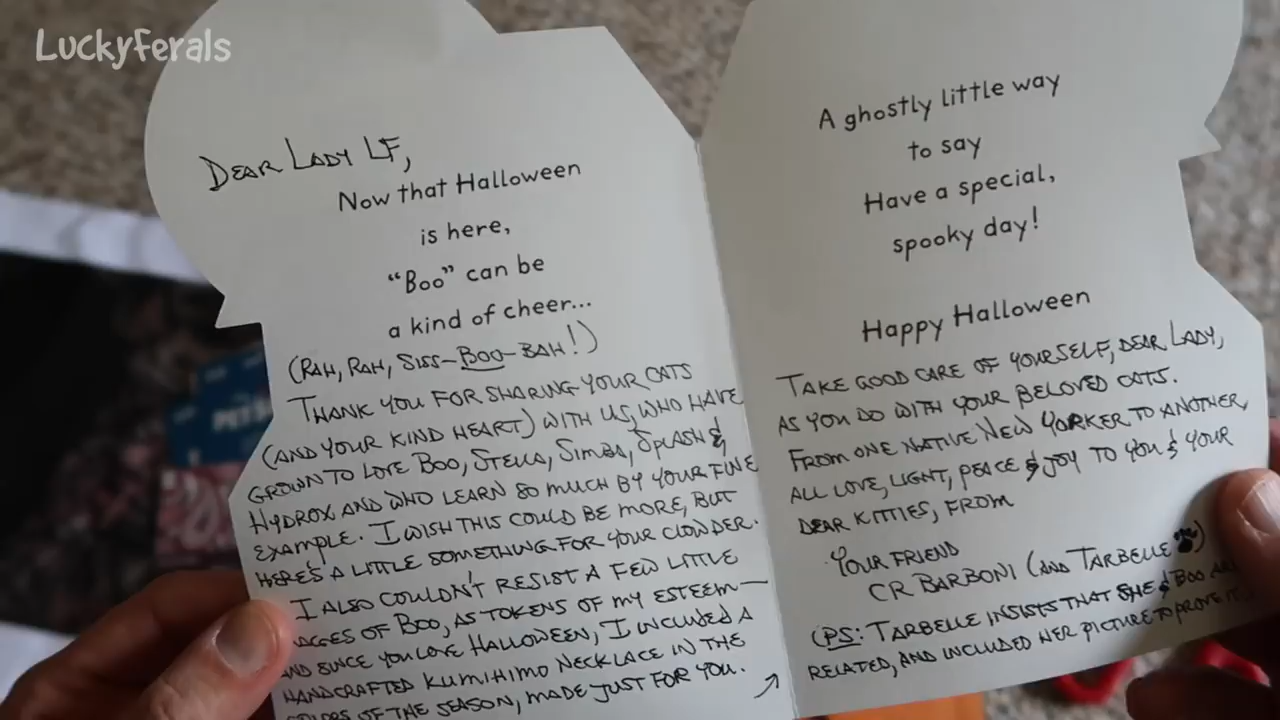 LuckyFerals
DEAR LADY LF,
Now that Halloween
is here,
“Boo” can be
a kind of cheer...
(RAH, RAH, SISS-BOO-BAH!)
THANK YOU FOR SHARING YOUR CATS
(AND YOUR KIND HEART) WITH US, WHO HAVE
GROWN TO LOVE BOO, STELLA, SIMBA, SPLASH &
HYDROX AND WHO LEARN SO MUCH BY YOUR FINE
EXAMPLE. I WISH THIS COULD BE MORE, BUT
HERE'S A LITTLE SOMETHING FOR YOUR CLOWDER.
I ALSO COULDN'T RESIST A FEW LITTLE
IMAGES OF BOO, AS TOKENS OF MY ESTEEM—
AND SINCE YOU LOVE HALLOWEEN, I INCLUDED A
HANDCRAFTED KUMIHIMO NECKLACE IN THE
COLORS OF THE SEASON, MADE JUST FOR YOU.
A ghostly little way
to say
Have a special,
spooky day!
Happy Halloween
TAKE GOOD CARE OF YOURSELF, DEAR LADY,
AS YOU DO WITH YOUR BELOVED CATS.
FROM ONE NATIVE NEW YORKER TO ANOTHER,
ALL LOVE, LIGHT, PEACE & JOY TO YOU & YOUR
DEAR KITTIES, FROM
YOUR FRIEND
CR BARBONI (AND TARBELLE)
(PS: TARBELLE INSISTS THAT SHE & BOO ARE
RELATED, AND INCLUDED HER PICTURE TO PROVE IT.